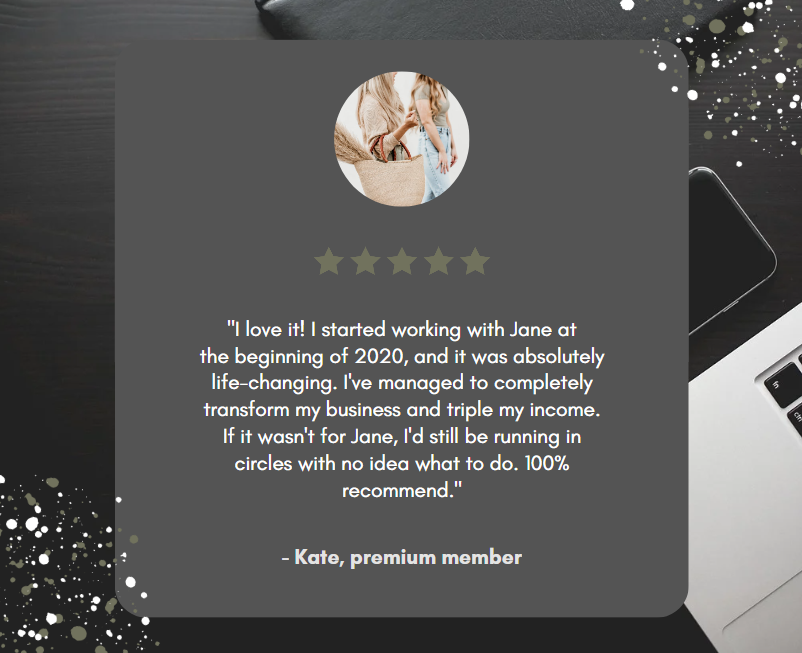 "I love it! I started working with Jane at
the beginning of 2020, and it was absolutely
life-changing. I've managed to completely
transform my business and triple my income.
If it wasn't for Jane, I'd still be running in
circles with no idea what to do. 100%
recommend."
- Kate, premium member
fn